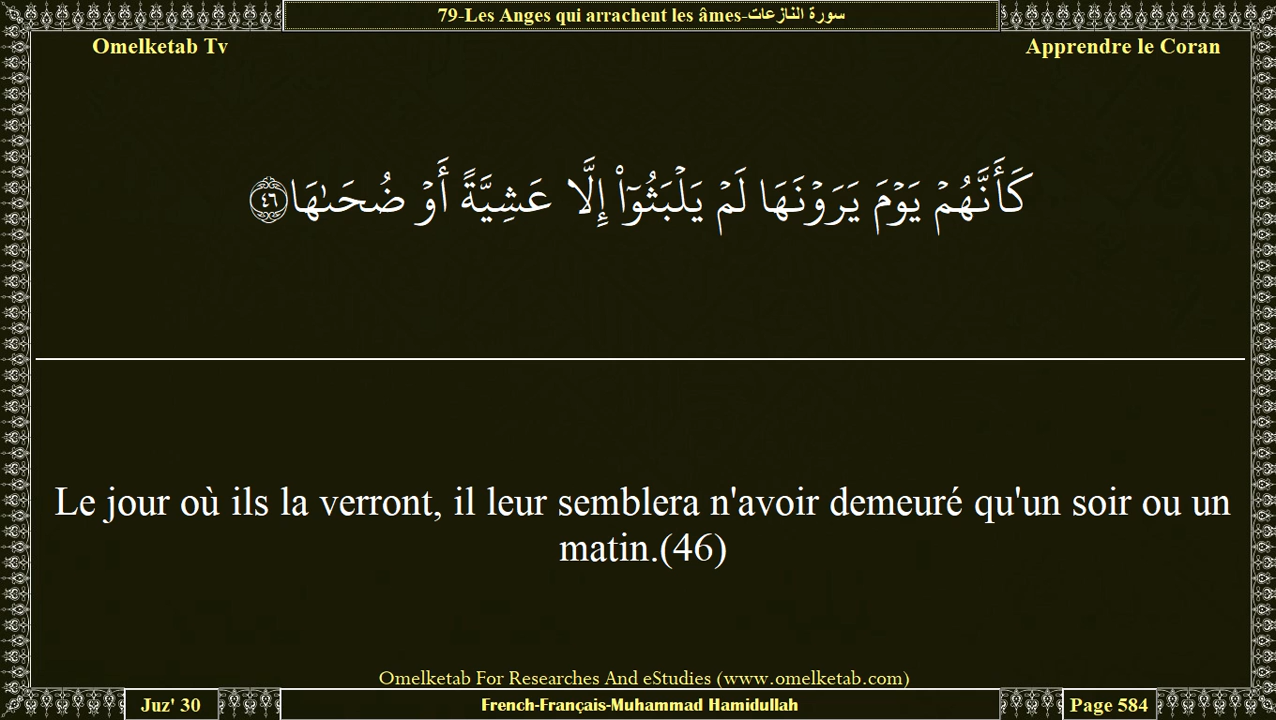 79-Les Anges qui arrachent les âmes-سورة النازعات
Omelketab Tv
Apprendre le Coran
كَأَنَّهُمۡ يَوۡمَ يَرَوۡنَهَا لَمۡ يَلۡبَثُوٓاْ إِلَّا عَشِيَّةً أَوۡ ضُحَىٰهَا ٤٦
Le jour où ils la verront, il leur semblera n'avoir demeuré qu'un soir ou un
matin.(46)
Omelketab For Researches And eStudies (www.omelketab.com)
Juz' 30
French-Français-Muhammad Hamidullah
Page 584